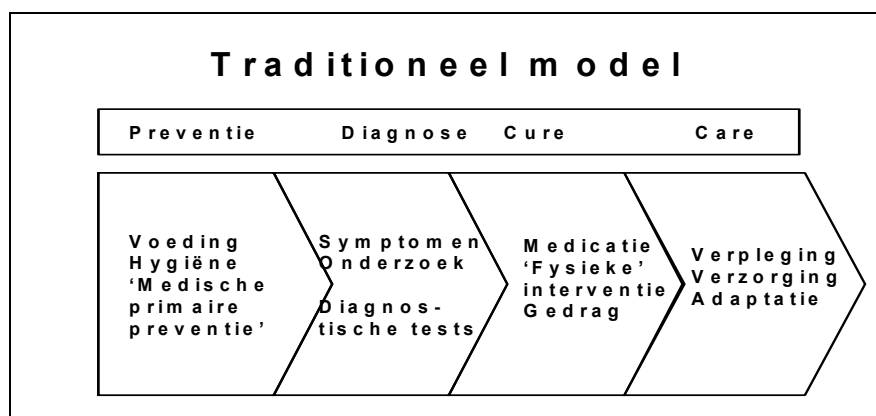 Traditioneel model
Preventie Diagnose Cure Care
Voeding
Hygiëne
‘Medische
primaire
preventie’
Symptomen
Onderzoek
Diagnos-
tische tests
Medicatie
‘Fysieke’
interventie
Gedrag
Verpleging
Verzorging
Adaptatie